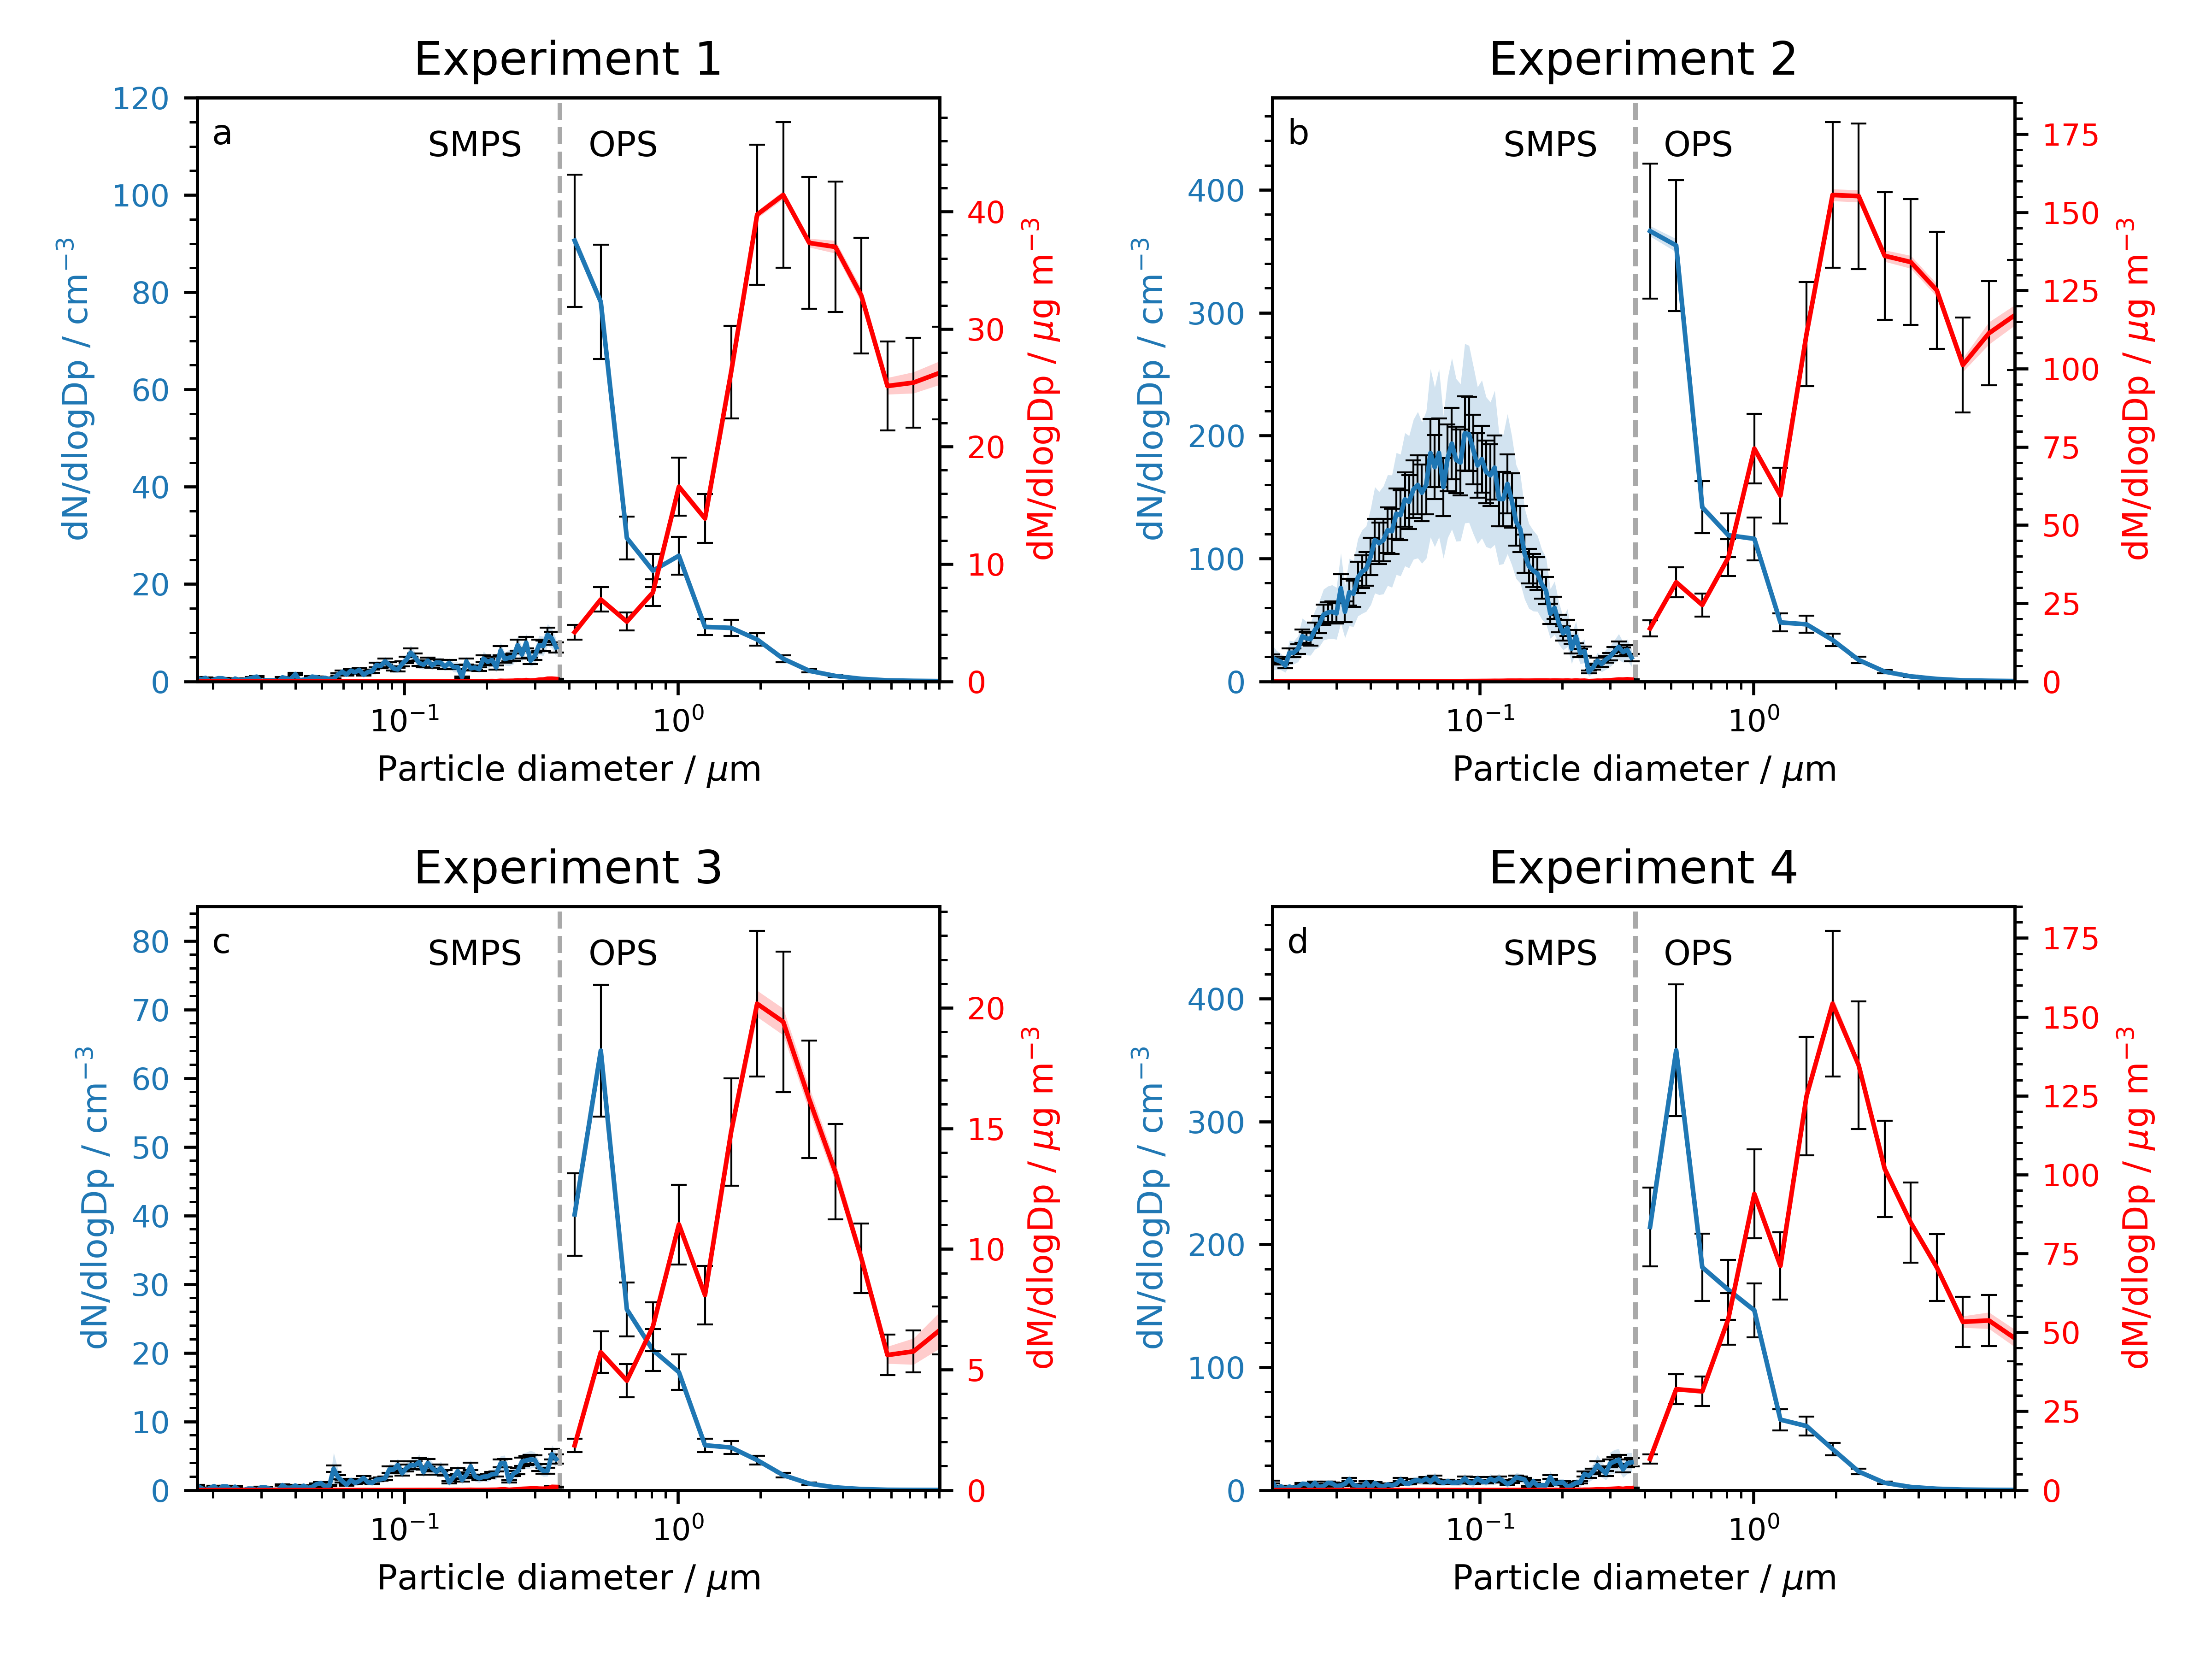 Experiment 1
a
SMPS
OPS
120
100
80
60
40
20
0
dN/dlogDp / cm⁻³
40
30
20
10
0
dM/dlogDp / μg m⁻³
10⁻¹
10⁰
Particle diameter / μm
Experiment 2
b
SMPS
OPS
400
300
200
100
0
dN/dlogDp / cm⁻³
175
150
125
100
75
50
25
0
dM/dlogDp / μg m⁻³
10⁻¹
10⁰
Particle diameter / μm
Experiment 3
c
SMPS
OPS
80
70
60
50
40
30
20
10
0
dN/dlogDp / cm⁻³
20
15
10
5
0
dM/dlogDp / μg m⁻³
10⁻¹
10⁰
Particle diameter / μm
Experiment 4
d
SMPS
OPS
400
300
200
100
0
dN/dlogDp / cm⁻³
175
150
125
100
75
50
25
0
dM/dlogDp / μg m⁻³
10⁻¹
10⁰
Particle diameter / μm